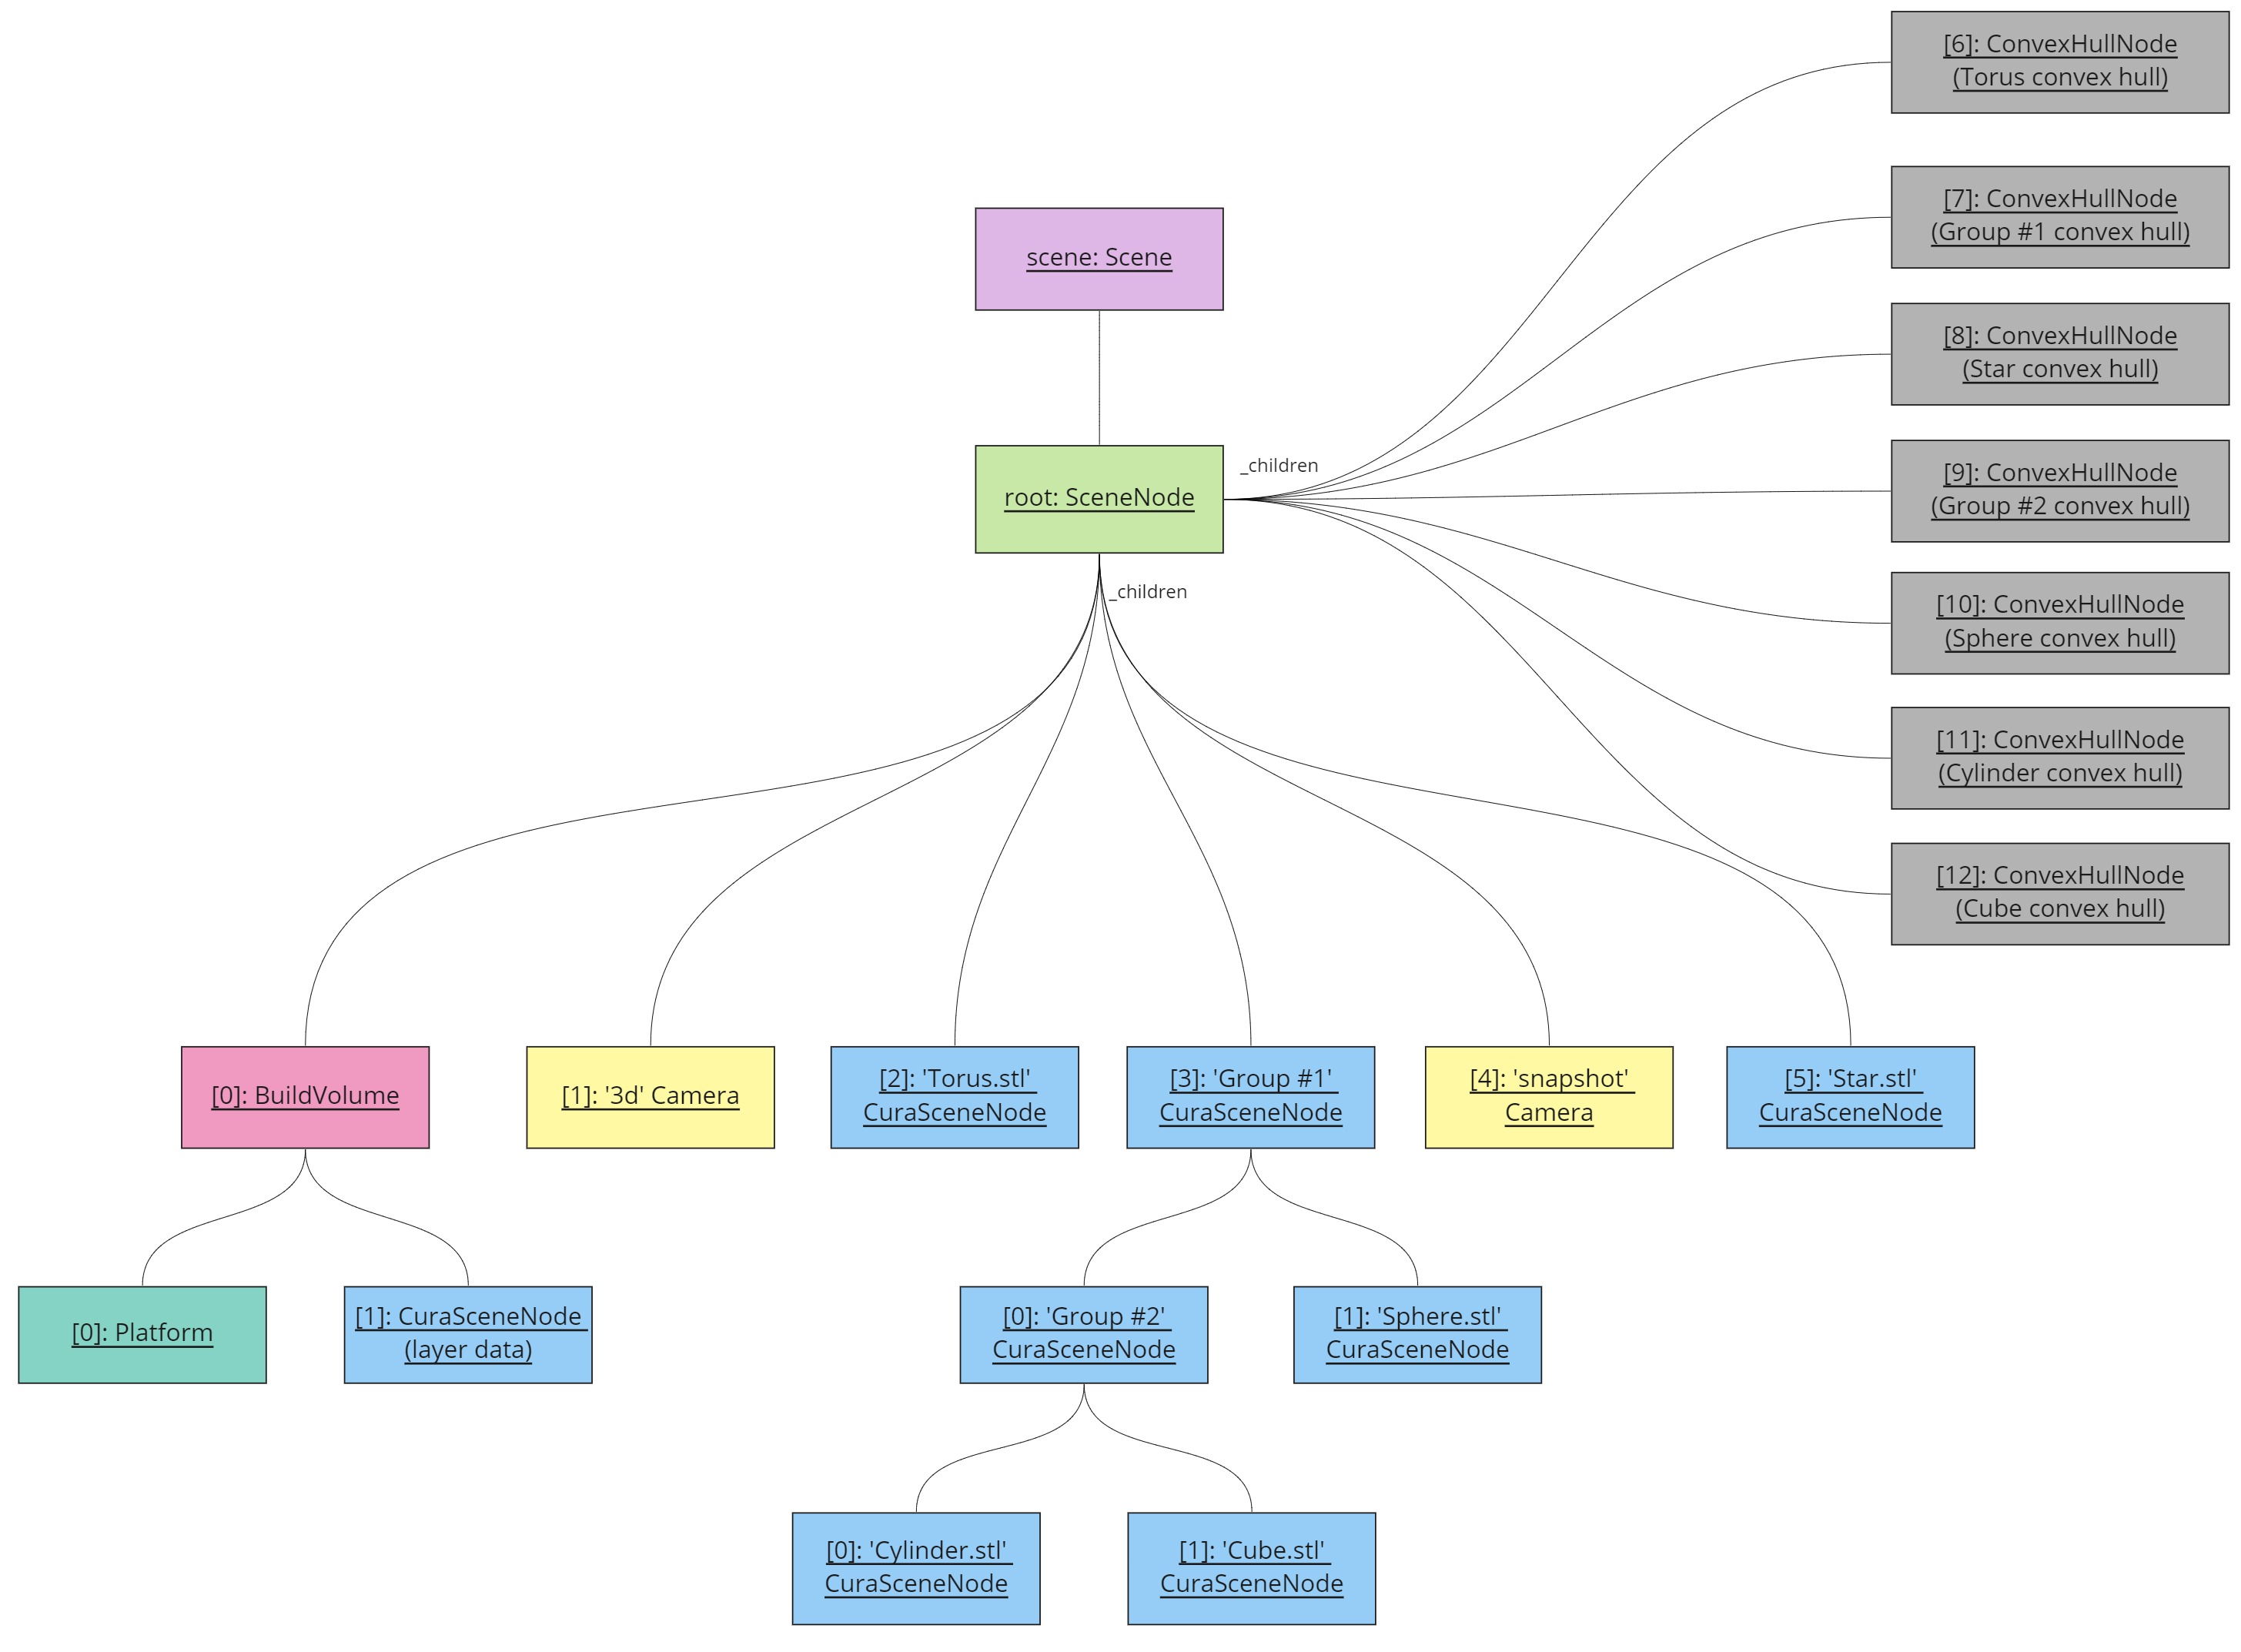 [6]: ConvexHullNode
(Torus convex hull)
[7]: ConvexHullNode
(Group #1 convex hull)
scene: Scene
[8]: ConvexHullNode
(Star convex hull)
_children
root: SceneNode
[9]: ConvexHullNode
(Group #2 convex hull)
_children
[10]: ConvexHullNode
(Sphere convex hull)
[11]: ConvexHullNode
(Cylinder convex hull)
[12]: ConvexHullNode
(Cube convex hull)
[0]: BuildVolume
[1]: '3d' Camera
[2]: 'Torus.stl'
CuraSceneNode
[3]: 'Group #1'
CuraSceneNode
[4]: 'snapshot'
Camera
[5]: 'Star.stl'
CuraSceneNode
[0]: Platform
[1]: CuraSceneNode
(layer data)
[0]: 'Group #2'
CuraSceneNode
[1]: 'Sphere.stl'
CuraSceneNode
[0]: 'Cylinder.stl'
CuraSceneNode
[1]: 'Cube.stl'
CuraSceneNode